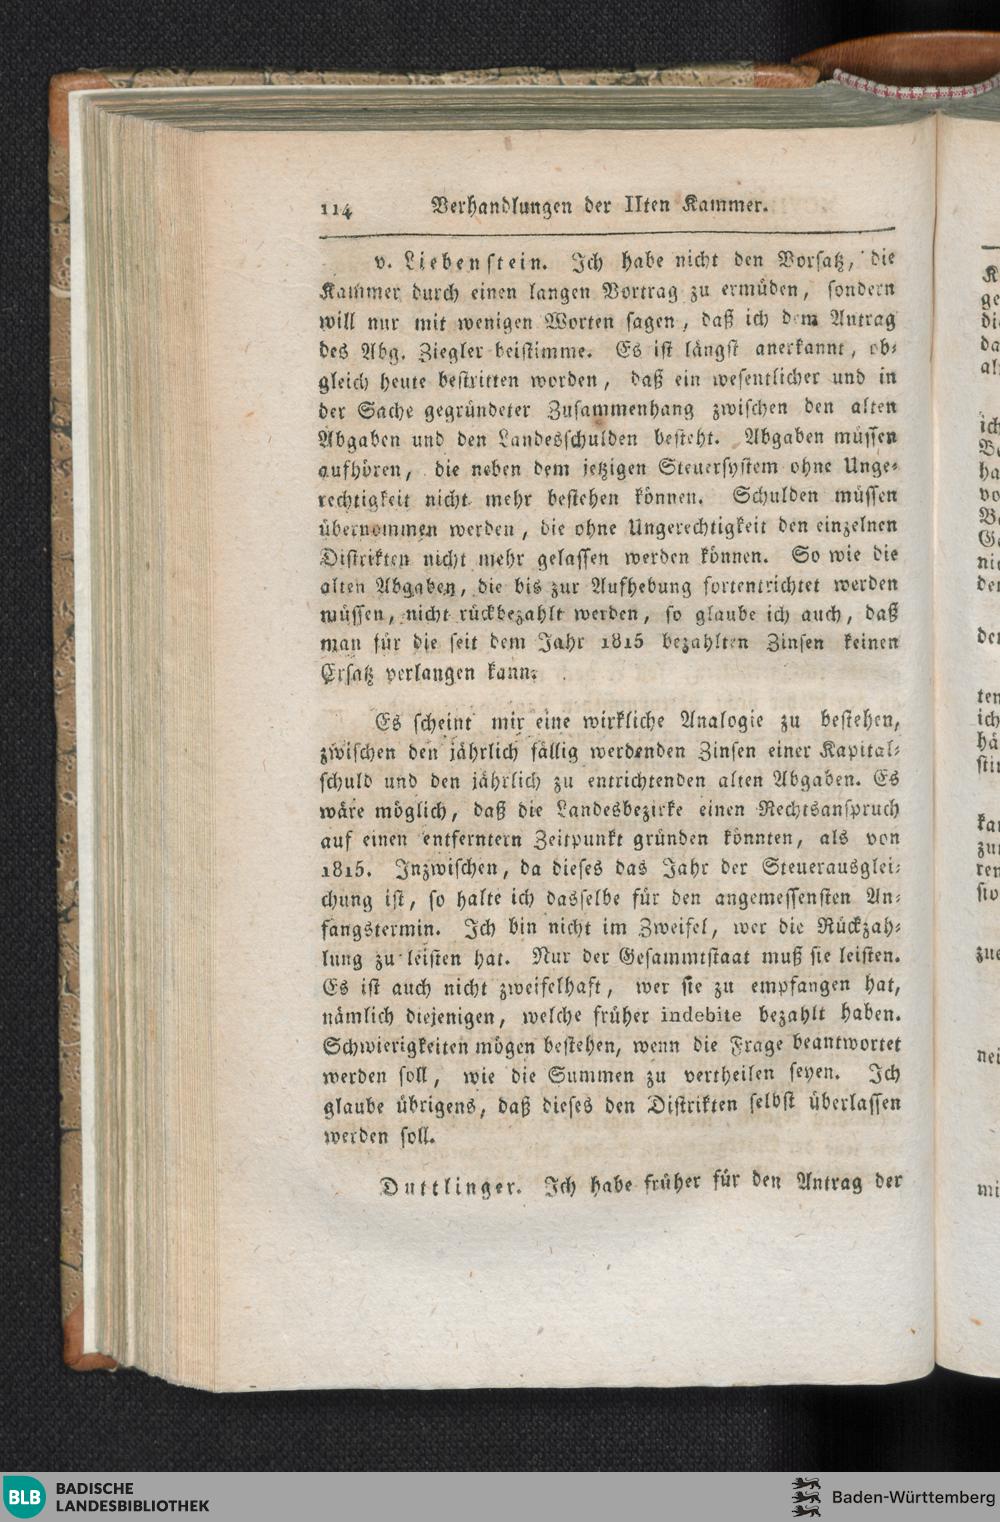 114 Verhandlungen der IIten Kammer.
v. Liebenstein. Ich habe nicht den Vorsatz, die
Kammer durch einen langen Vortrag zu ermüden, sondern
will nur mit wenigen Worten sagen, daß ich dem Antrag
des Abg. Ziegler beistimme. Es ist längst anerkannt, ob-
gleich heute bestritten worden, daß ein wesentlicher und in
der Sache gegründeter Zusammenhang zwischen den alten
Abgaben und den Landesschulden besteht. Abgaben müssen
aufhören, die neben dem jetzigen Steuersystem ohne Unge-
rechtigkeit nicht mehr bestehen können. Schulden müssen
übernommen werden, die ohne Ungerechtigkeit den einzelnen
Distrikten nicht mehr gelassen werden können. So wie die
alten Abgaben, die bis zur Aufhebung fortentrichtet werden
müssen, nicht rückbezahlt werden, so glaube ich auch, daß
man für die seit dem Jahr 1815 bezahlten Zinsen keinen
Ersatz verlangen kann.
Es scheint mir eine wirkliche Analogie zu bestehen,
zwischen den jährlich fällig werdenden Zinsen einer Kapital-
schuld und den jährlich zu entrichtenden alten Abgaben. Es
wäre möglich, daß die Landesbezirke einen Rechtsanspruch
auf einen entferntern Zeitpunkt gründen könnten, als von
1815. Inzwischen, da dieses das Jahr der Steuerausglei-
chung ist, so halte ich dasselbe für den angemessensten An-
fangstermin. Ich bin nicht im Zweifel, wer die Rückzah-
lung zu leisten hat. Nur der Gesammtstaat muß sie leisten.
Es ist auch nicht zweifelhaft, wer sie zu empfangen hat,
nämlich diejenigen, welche früher indebite bezahlt haben.
Schwierigkeiten mögen bestehen, wenn die Frage beantwortet
werden soll, wie die Summen zu vertheilen seyen. Ich
glaube übrigens, daß dieses den Distrikten selbst überlassen
werden soll.
Duttlinger. Ich habe früher für den Antrag der
BLB BADISCHE
LANDESBIBLIOTHEK
Baden-Württemberg